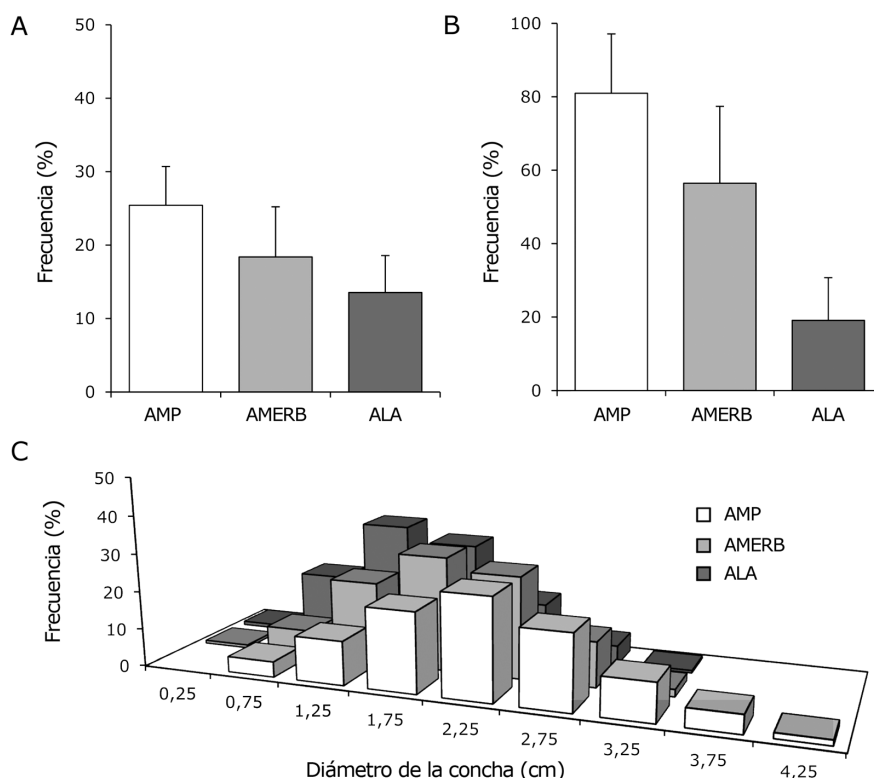 A
Frecuencia (%)
50
40
30
20
10
0
AMP AMERB ALA
B
Frecuencia (%)
100
80
60
40
20
0
AMP AMERB ALA
C
Frecuencia (%)
50
40
30
20
10
0
AMP
AMERB
ALA
0,25 0,75 1,25 1,75 2,25 2,75 3,25 3,75 4,25
Diámetro de la concha (cm)